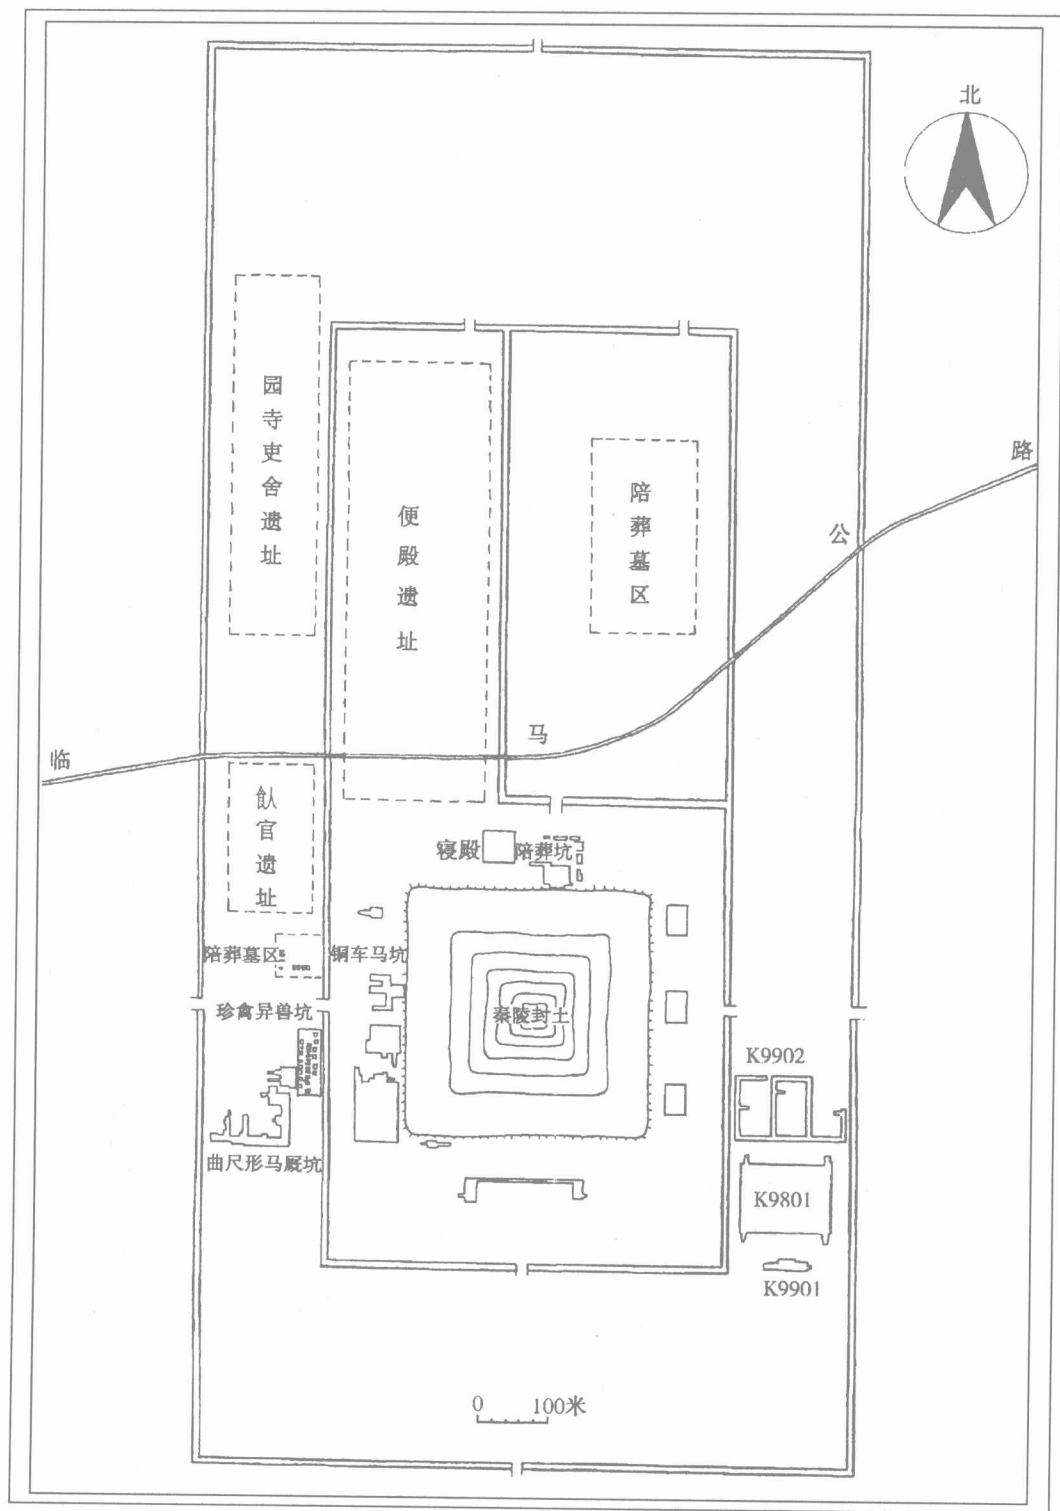 北
园寺吏舍遗址
便殿遗址
陪葬墓区
路
公
马
临
飤官遗址
寝殿
陪葬坑
陪葬墓区
铜车马坑
珍禽异兽坑
秦陵封土
K9902
曲尺形马厩坑
K9801
K9901
0 100米